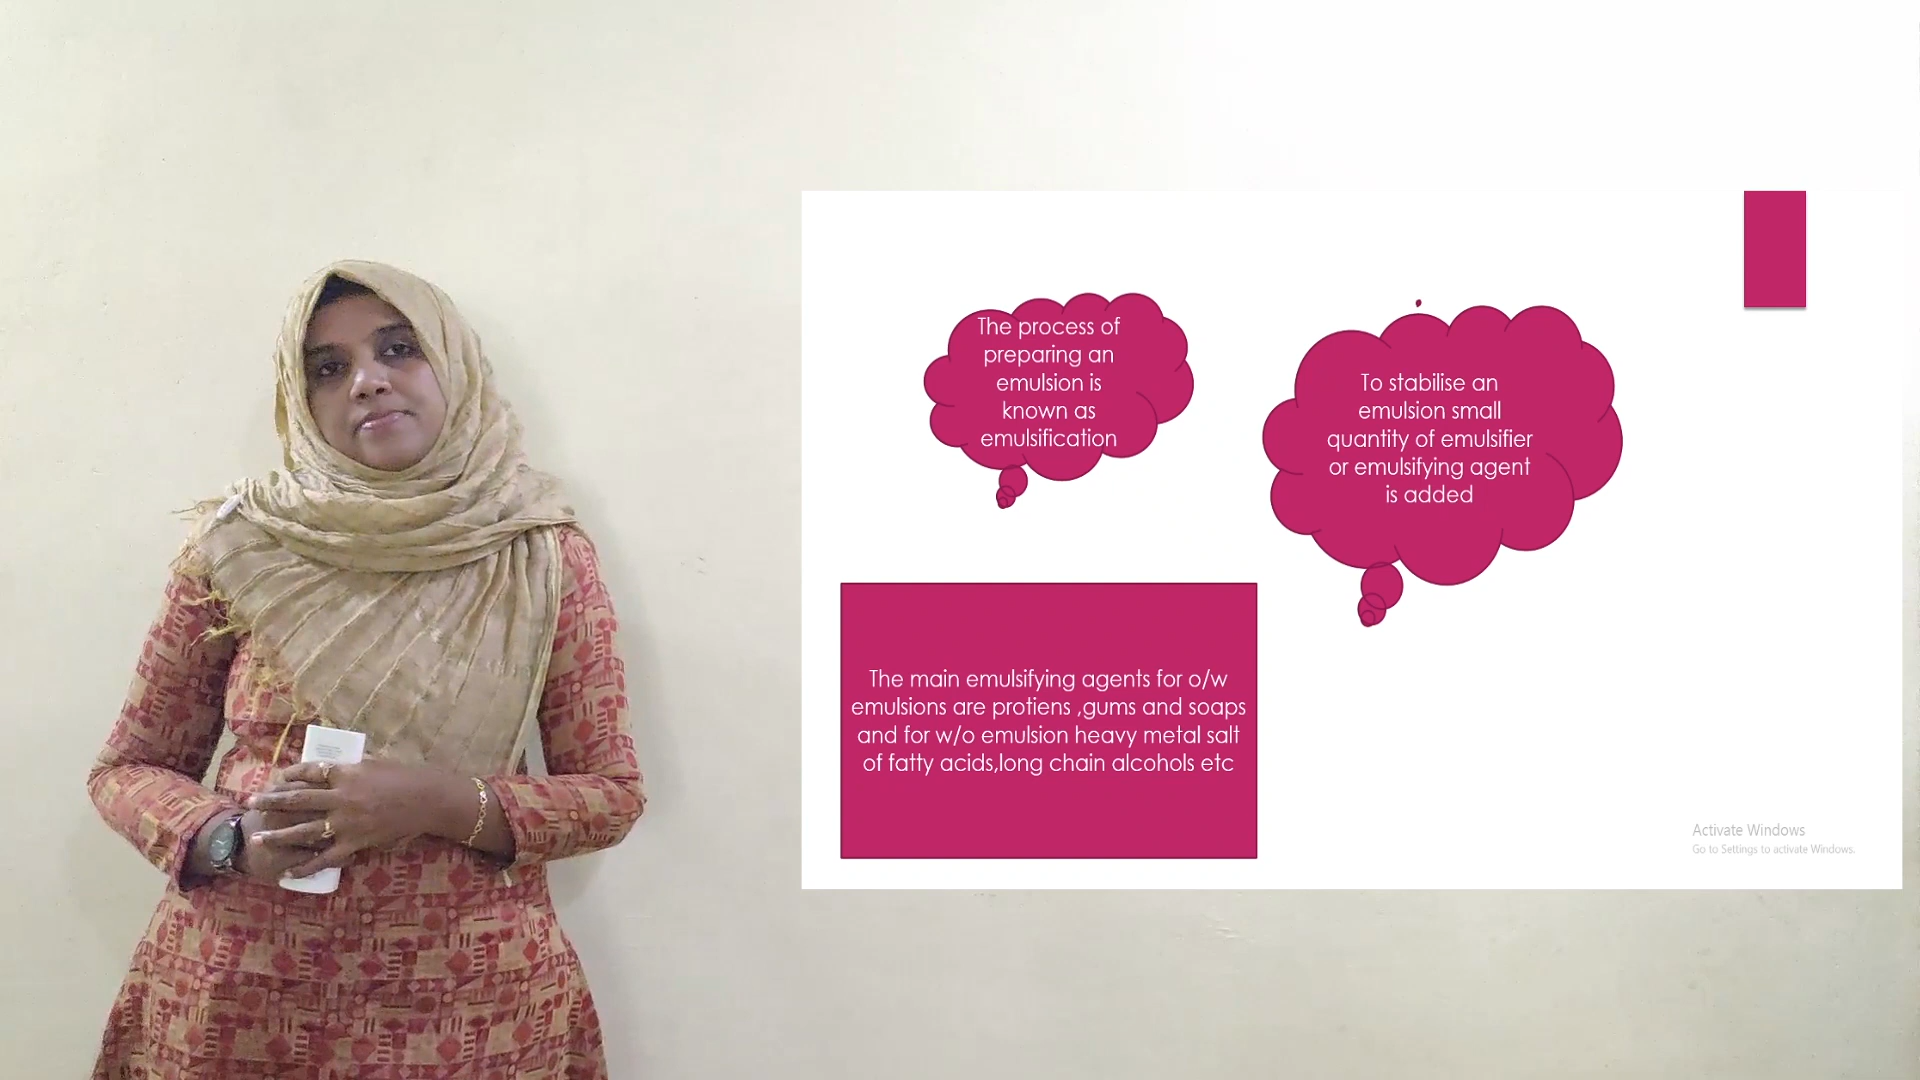 The process of
preparing an
emulsion is
known as
emulsification
To stabilise an
emulsion small
quantity of emulsifier
or emulsifying agent
is added
The main emulsifying agents for o/w
emulsions are protiens ,gums and soaps
and for w/o emulsion heavy metal salt
of fatty acids,long chain alcohols etc
Activate Windows
Go to Settings to activate Windows.